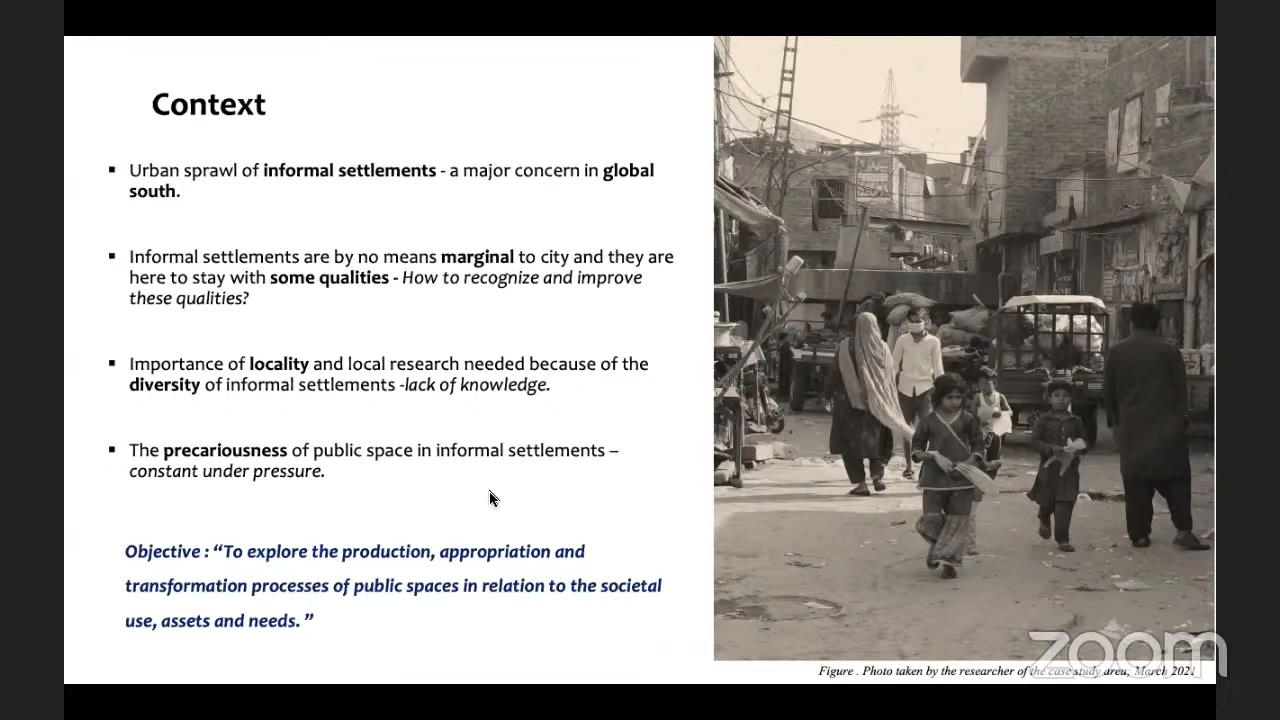 Context
▪ Urban sprawl of informal settlements - a major concern in global
south.
▪ Informal settlements are by no means marginal to city and they are
here to stay with some qualities - How to recognize and improve
these qualities?
▪ Importance of locality and local research needed because of the
diversity of informal settlements -lack of knowledge.
▪ The precariousness of public space in informal settlements –
constant under pressure.
Objective : “To explore the production, appropriation and
transformation processes of public spaces in relation to the societal
use, assets and needs. ”
Figure . Photo taken by the researcher of the case study area; March 2021
zoom